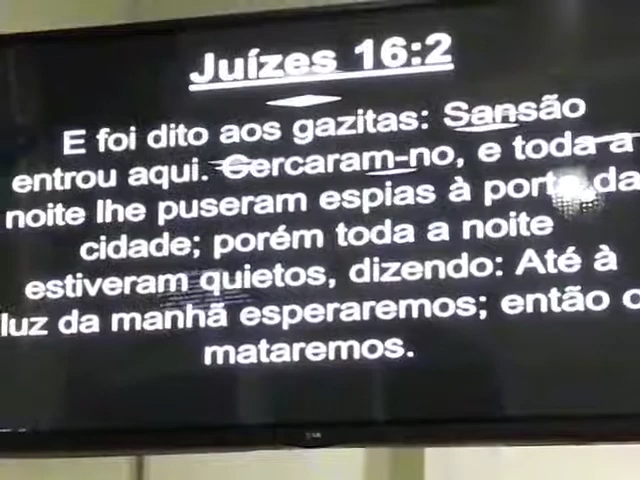 Juízes 16:2
E foi dito aos gazitas: Sansão
entrou aqui. Cercaram-no, e toda a
noite lhe puseram espias à porta da
cidade; porém toda a noite
estiveram quietos, dizendo: Até à
luz da manhã esperaremos; então o
mataremos.